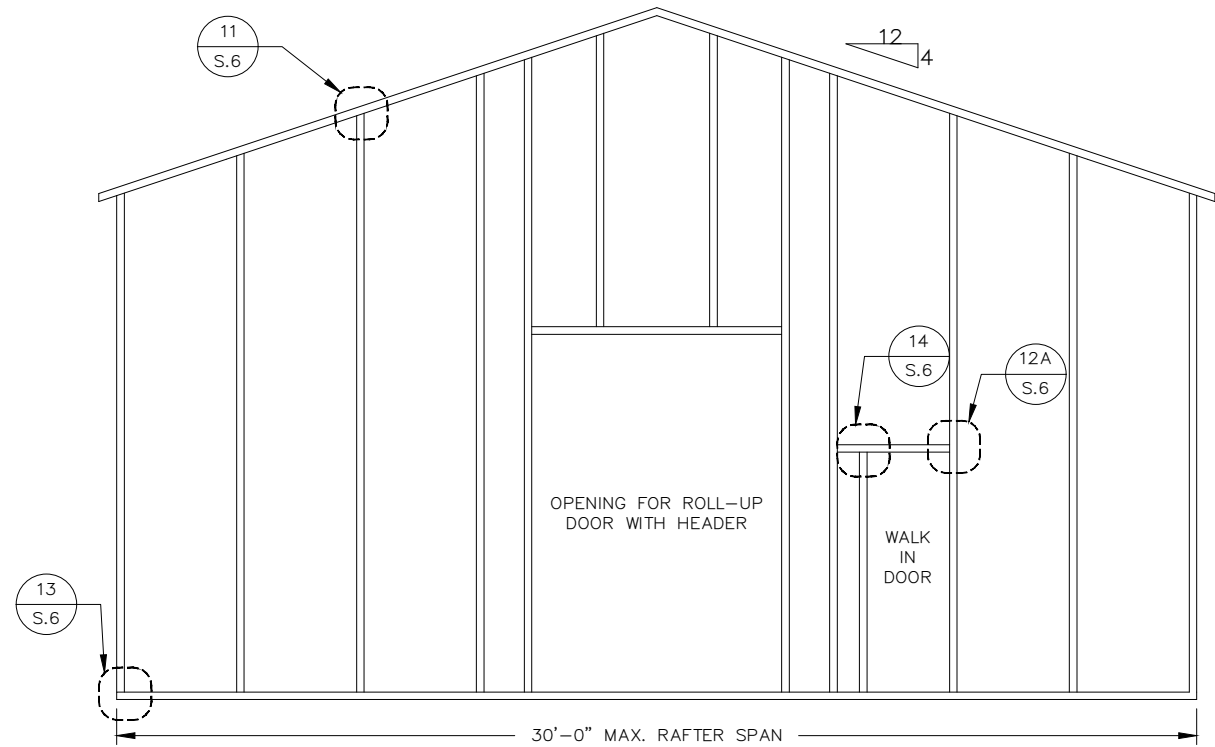 11
S.6
12
4
14
S.6
12A
S.6
OPENING FOR ROLL-UP
DOOR WITH HEADER
WALK
IN
DOOR
13
S.6
30'-0" MAX. RAFTER SPAN